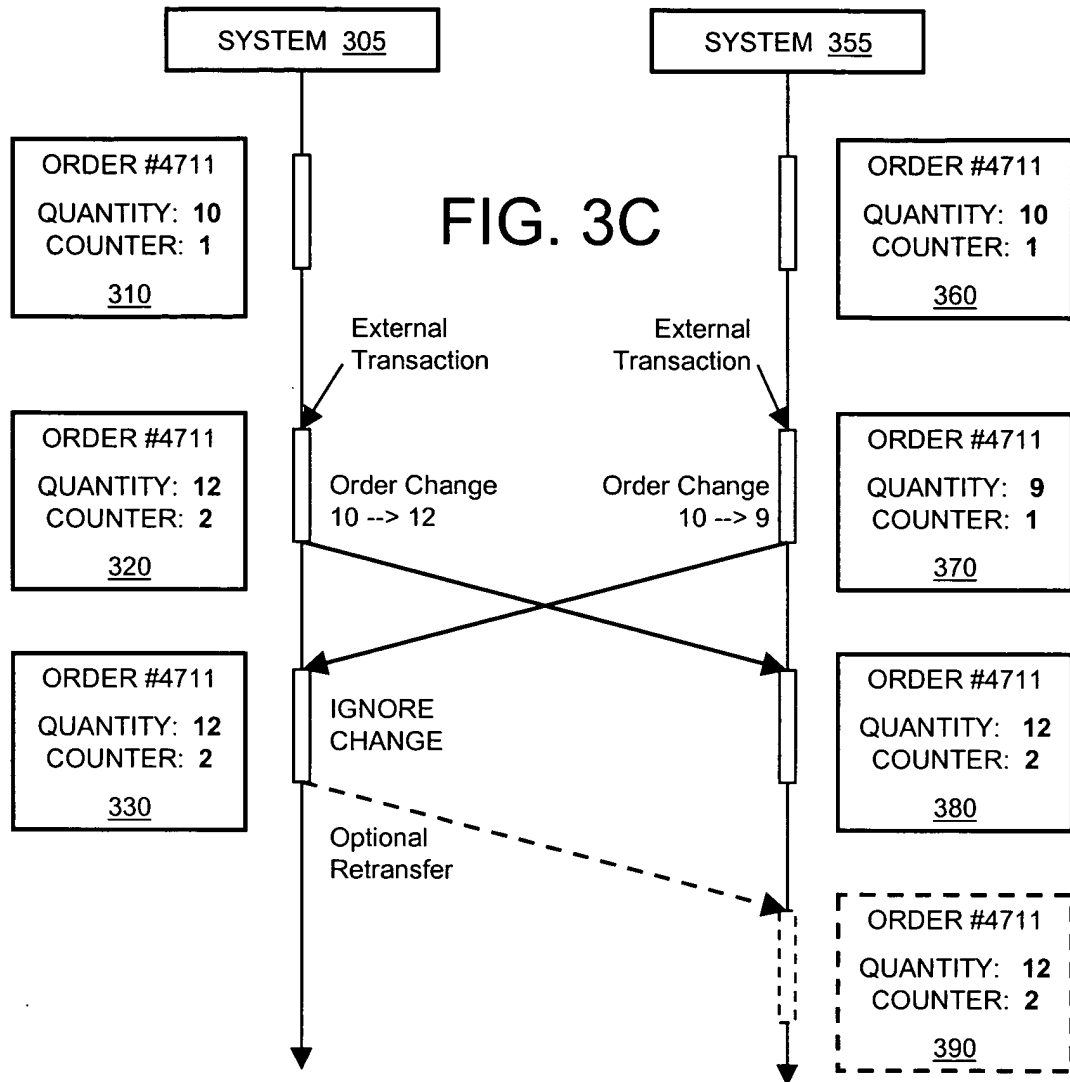 SYSTEM 305
SYSTEM 355
ORDER #4711
QUANTITY: 10
COUNTER: 1
310
FIG. 3C
ORDER #4711
QUANTITY: 10
COUNTER: 1
360
External
Transaction
External
Transaction
ORDER #4711
QUANTITY: 12
COUNTER: 2
320
Order Change
10 --> 12
Order Change
10 --> 9
ORDER #4711
QUANTITY: 9
COUNTER: 1
370
ORDER #4711
QUANTITY: 12
COUNTER: 2
330
IGNORE
CHANGE
ORDER #4711
QUANTITY: 12
COUNTER: 2
380
Optional
Retransfer
ORDER #4711
QUANTITY: 12
COUNTER: 2
390